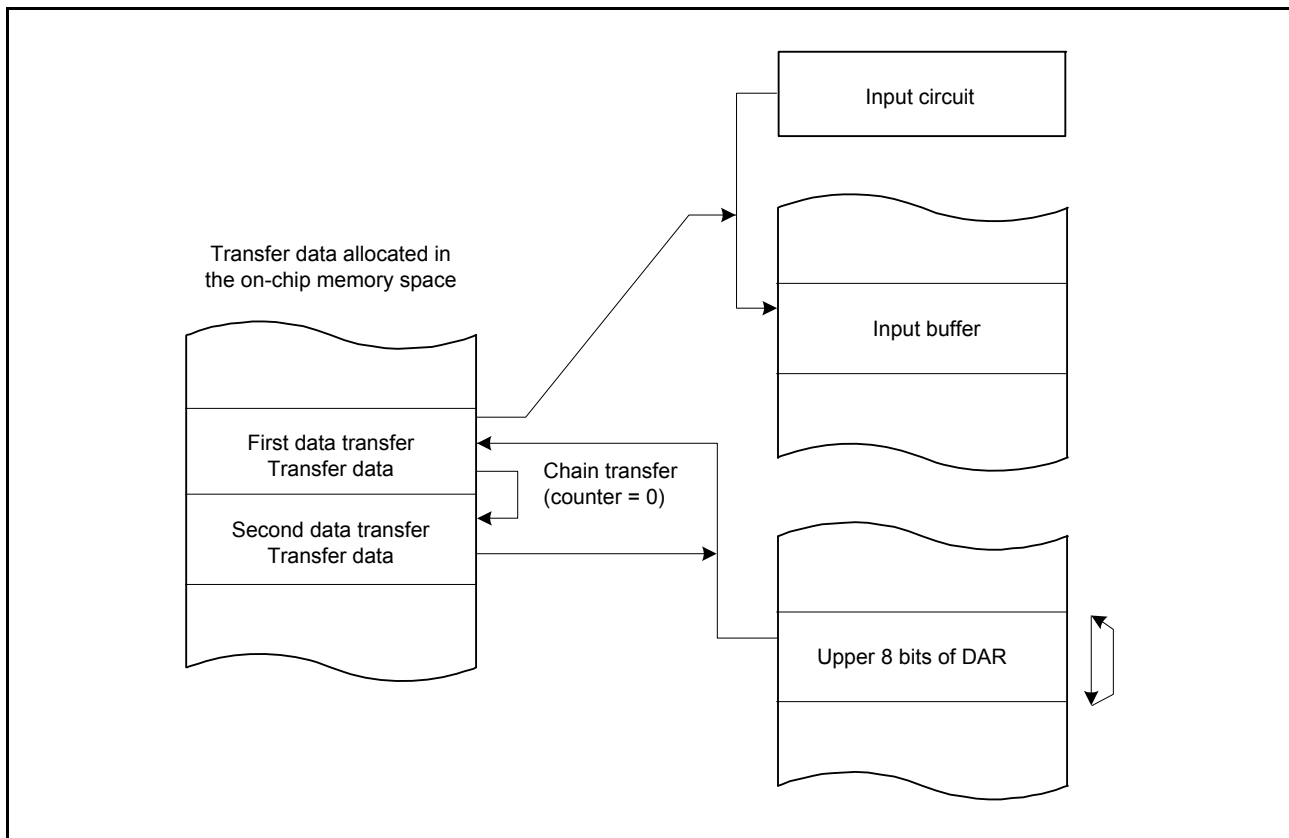 Input circuit
Transfer data allocated in
the on-chip memory space
Input buffer
First data transfer
Transfer data
Chain transfer
(counter = 0)
Second data transfer
Transfer data
Upper 8 bits of DAR